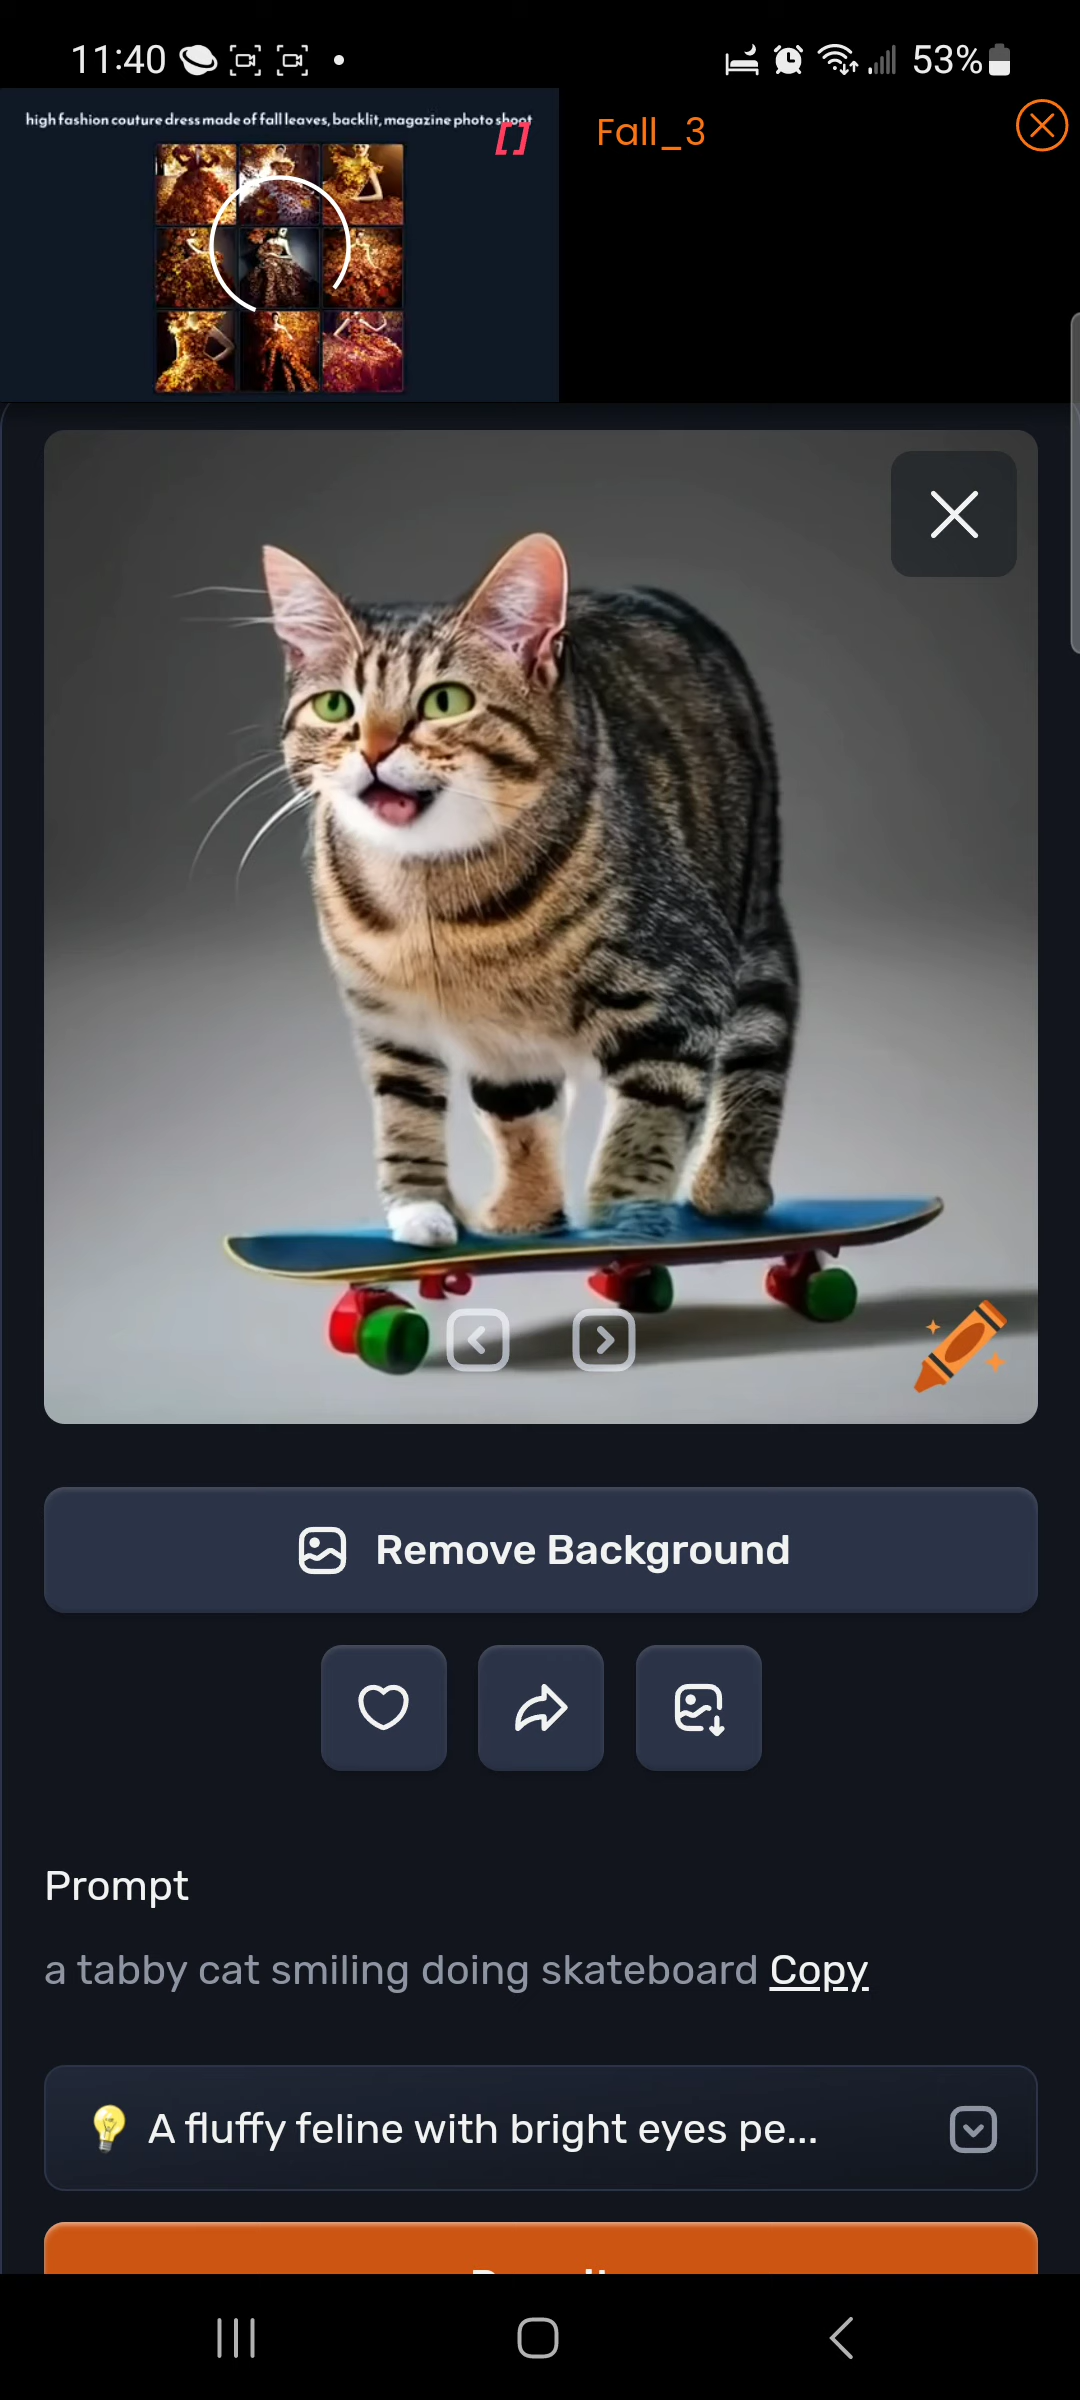 11:40
53%
high fashion couture dress made of fall leaves, backlit, magazine photo shoot
Fall_3
Remove Background
Prompt
a tabby cat smiling doing skateboard Copy
A fluffy feline with bright eyes pe...